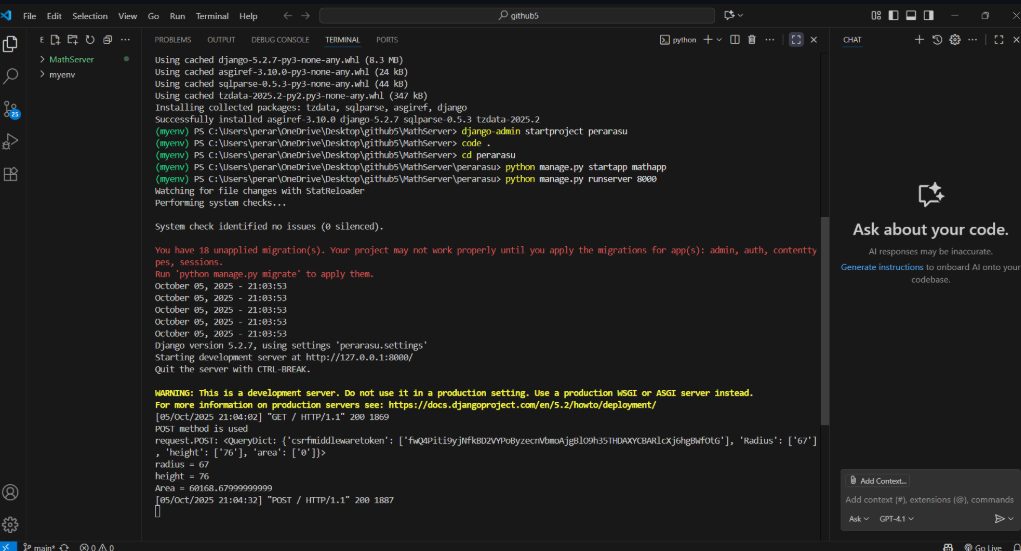 File Edit Selection View Go Run Terminal Help
github5
E
MathServer
myenv
25
PROBLEMS OUTPUT DEBUG CONSOLE TERMINAL PORTS
python
Using cached django-5.2.7-py3-none-any.whl (8.3 MB)
Using cached asgiref-3.10.0-py3-none-any.whl (24 kB)
Using cached sqlparse-0.5.3-py3-none-any.whl (44 kB)
Using cached tzdata-2025.2-py2.py3-none-any.whl (347 kB)
Installing collected packages: tzdata, sqlparse, asgiref, django
Successfully installed asgiref-3.10.0 django-5.2.7 sqlparse-0.5.3 tzdata-2025.2
(myenv) PS C:\Users\perar\OneDrive\Desktop\github5\MathServer> django-admin startproject perarasu
(myenv) PS C:\Users\perar\OneDrive\Desktop\github5\MathServer> code .
(myenv) PS C:\Users\perar\OneDrive\Desktop\github5\MathServer> cd perarasu
(myenv) PS C:\Users\perar\OneDrive\Desktop\github5\MathServer\perarasu> python manage.py startapp mathapp
(myenv) PS C:\Users\perar\OneDrive\Desktop\github5\MathServer\perarasu> python manage.py runserver 8000
Watching for file changes with StatReloader
Performing system checks...
System check identified no issues (0 silenced).
You have 18 unapplied migration(s). Your project may not work properly until you apply the migrations for app(s): admin, auth, contentty
pes, sessions.
Run 'python manage.py migrate' to apply them.
October 05, 2025 - 21:03:53
October 05, 2025 - 21:03:53
October 05, 2025 - 21:03:53
October 05, 2025 - 21:03:53
October 05, 2025 - 21:03:53
Django version 5.2.7, using settings 'perarasu.settings'
Starting development server at http://127.0.0.1:8000/
Quit the server with CTRL-BREAK.
WARNING: This is a development server. Do not use it in a production setting. Use a production WSGI or ASGI server instead.
For more information on production servers see: https://docs.djangoproject.com/en/5.2/howto/deployment/
[05/Oct/2025 21:04:02] "GET / HTTP/1.1" 200 1869
POST method is used
request.POST: <QueryDict: {'csrfmiddlewaretoken': ['fwQ4Piti9yjNfkBD2VYPoByzecnVbmoAjgBlO9h35THDAXYCBARlcXj6hgBWfOtG'], 'Radius': ['67']
, 'height': ['76'], 'area': ['0']}>
radius = 67
height = 76
Area = 60168.67999999999
[05/Oct/2025 21:04:32] "POST / HTTP/1.1" 200 1887
CHAT
Ask about your code.
AI responses may be inaccurate.
Generate instructions to onboard AI onto your
codebase.
Add Context...
Add context (#), extensions (@), commands
Ask GPT-4.1
main* 0 0
Go Live